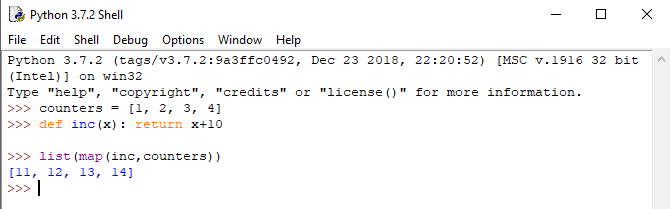 Python 3.7.2 Shell
File Edit Shell Debug Options Window Help
Python 3.7.2 (tags/v3.7.2:9a3ffc0492, Dec 23 2018, 22:20:52) [MSC v.1916 32 bit
(Intel)] on win32
Type "help", "copyright", "credits" or "license()" for more information.
>>> counters = [1, 2, 3, 4]
>>> def inc(x): return x+10
>>> list(map(inc,counters))
[11, 12, 13, 14]
>>>